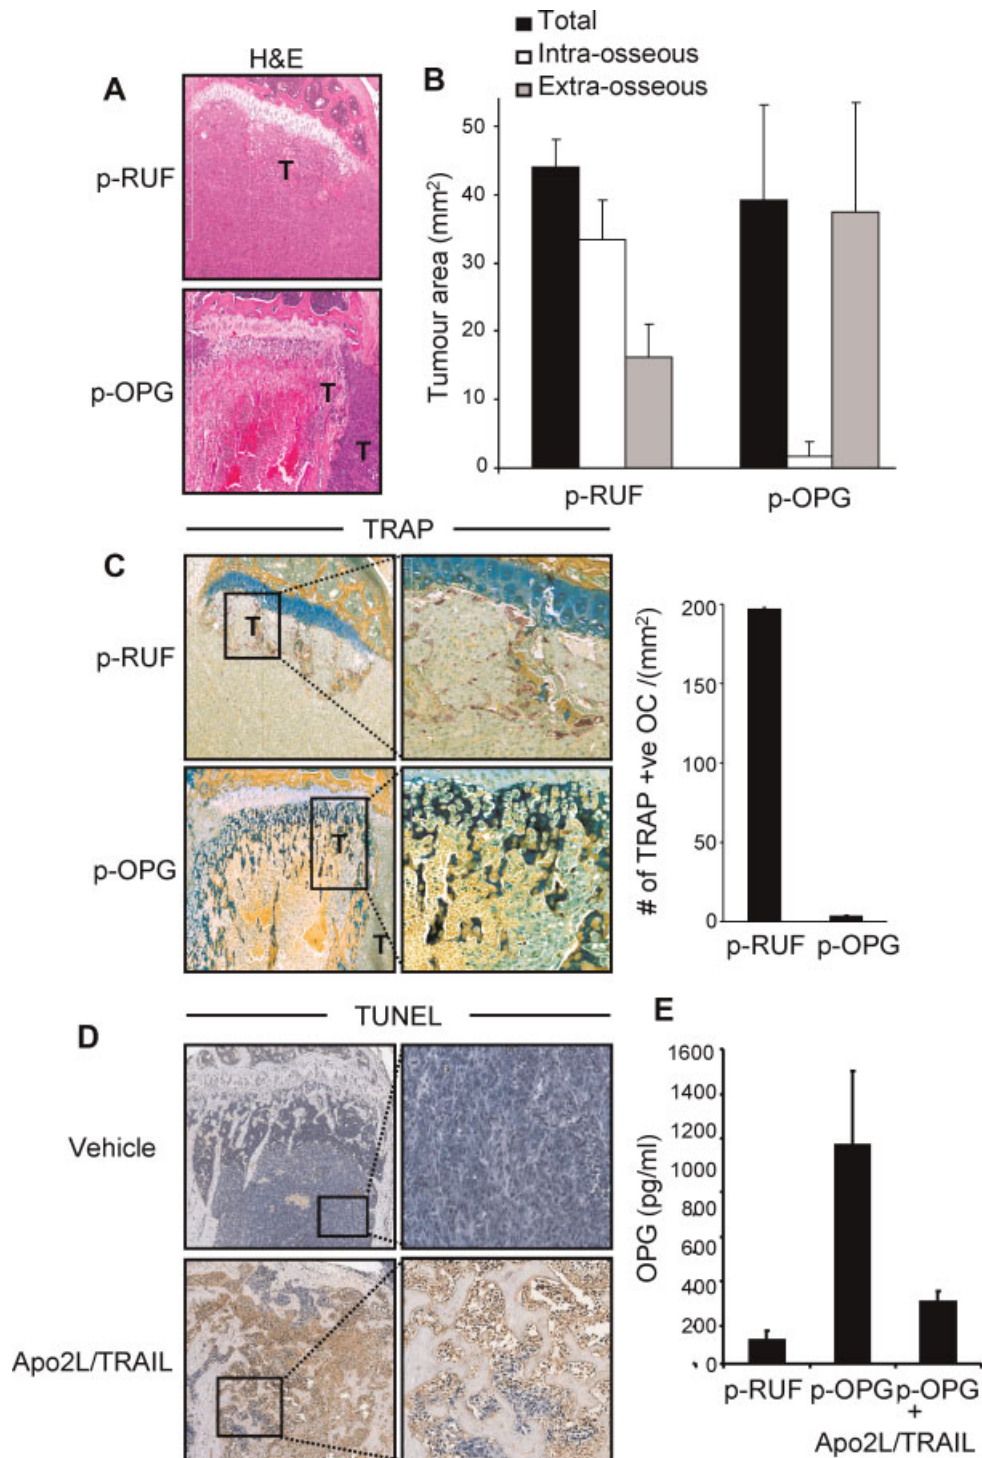 Total
Intra-osseous
Extra-osseous
H&E
A
p-RUF
T
p-OPG
T
T
B
Tumour area (mm²)
50
40
30
20
10
0
p-RUF
p-OPG
TRAP
C
p-RUF
T
p-OPG
T
T
# of TRAP +ve OC /(mm²)
200
150
100
50
0
p-RUF
p-OPG
TUNEL
D
Vehicle
Apo2L/TRAIL
E
OPG (pg/ml)
1600
1400
1200
1000
800
600
400
200
0
p-RUF
p-OPG
p-OPG
+
Apo2L/TRAIL